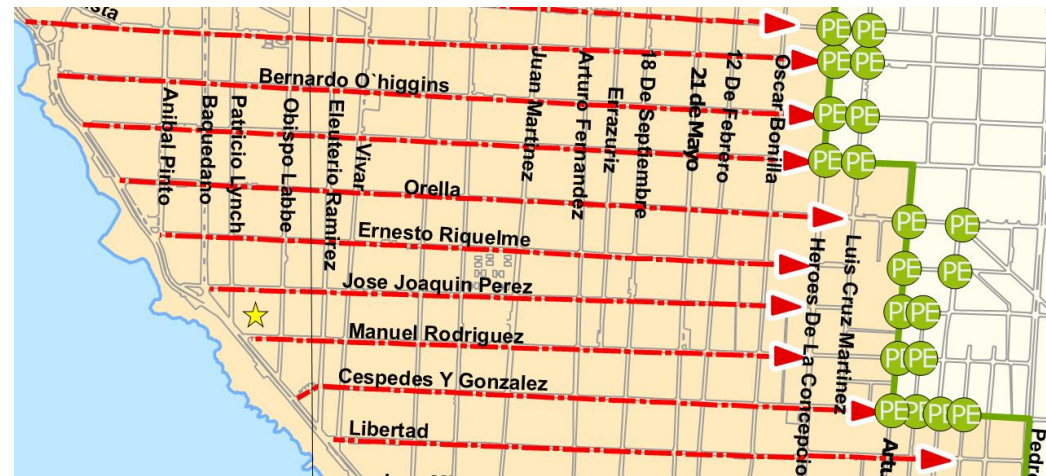 Bernardo O`higgins
Orella
Ernesto Riquelme
Jose Joaquin Perez
Manuel Rodriguez
Cespedes Y Gonzalez
Libertad
Anibal Pinto
Baquedano
Patricio Lynch
Obispo Labbe
Eleuterio Ramirez
Vivar
Juan Martinez
Arturo Fernandez
Errazuriz
18 De Septiembre
21 de Mayo
12 De Febrero
Oscar Bonilla
Heroes De La Concepcio
Luis Cruz Martinez
PE PE
PE PE
PE PE
PE PE
PE PE
PE PE
PE PE
PE PE
PE PE PE PE